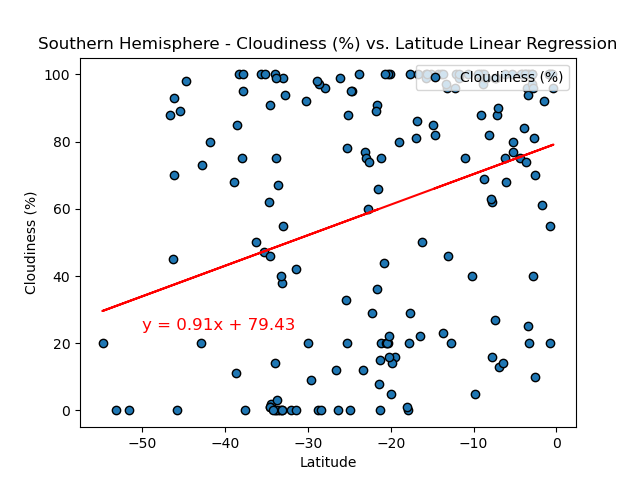 Southern Hemisphere - Cloudiness (%) vs. Latitude Linear Regression
Cloudiness (%)
100
80
60
40
20
0
Cloudiness (%)
y = 0.91x + 79.43
−50
−40
−30
−20
−10
0
Latitude